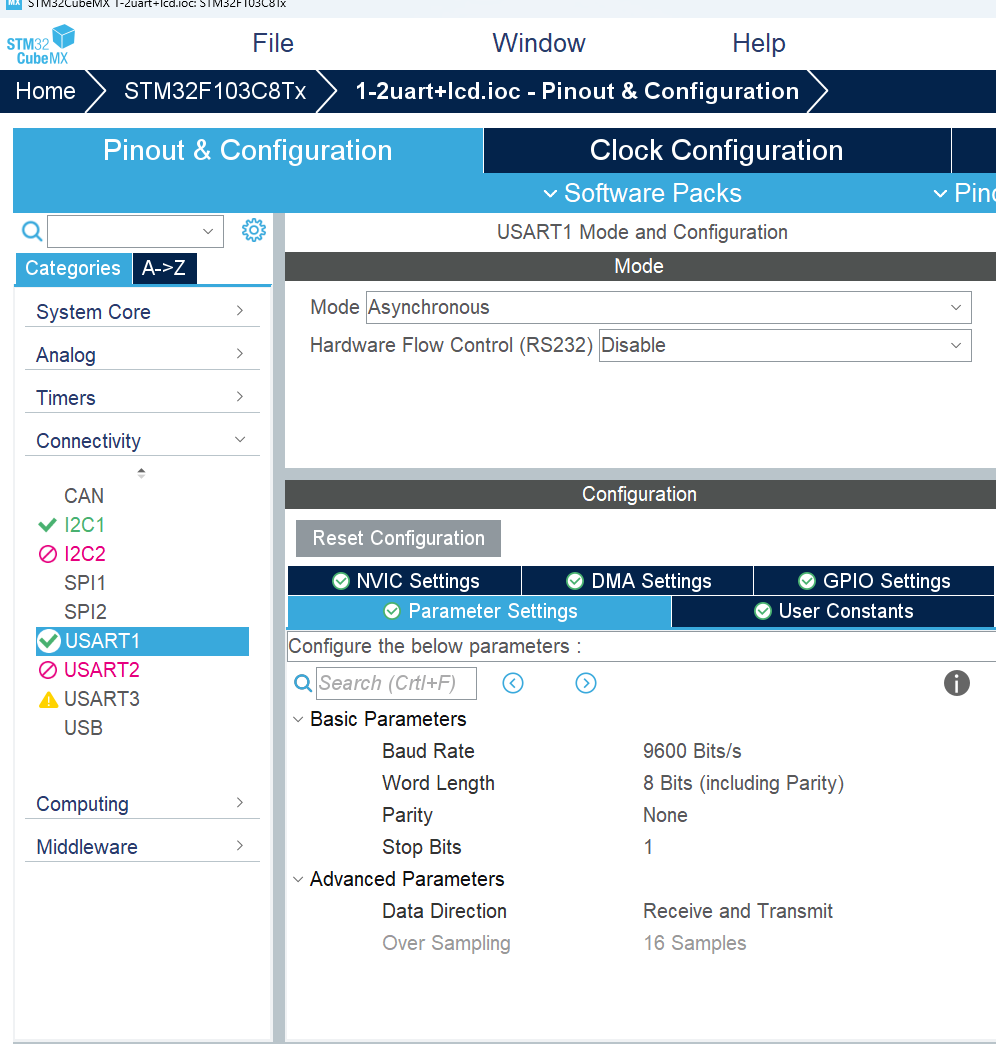 MX STM32CubeMX 1-2uart+lcd.ioc: STM32F103C8Tx
STM32
CubeMX
File Window Help
Home STM32F103C8Tx 1-2uart+lcd.ioc - Pinout & Configuration
Pinout & Configuration Clock Configuration
Software Packs Pino
USART1 Mode and Configuration
Categories A->Z
Mode
System Core
Mode Asynchronous
Hardware Flow Control (RS232) Disable
Analog
Timers
Connectivity
CAN
I2C1
I2C2
SPI1
SPI2
USART1
USART2
USART3
USB
Computing
Middleware
Configuration
Reset Configuration
NVIC Settings DMA Settings GPIO Settings
Parameter Settings User Constants
Configure the below parameters :
Search (Crtl+F)
Basic Parameters
Baud Rate 9600 Bits/s
Word Length 8 Bits (including Parity)
Parity None
Stop Bits 1
Advanced Parameters
Data Direction Receive and Transmit
Over Sampling 16 Samples